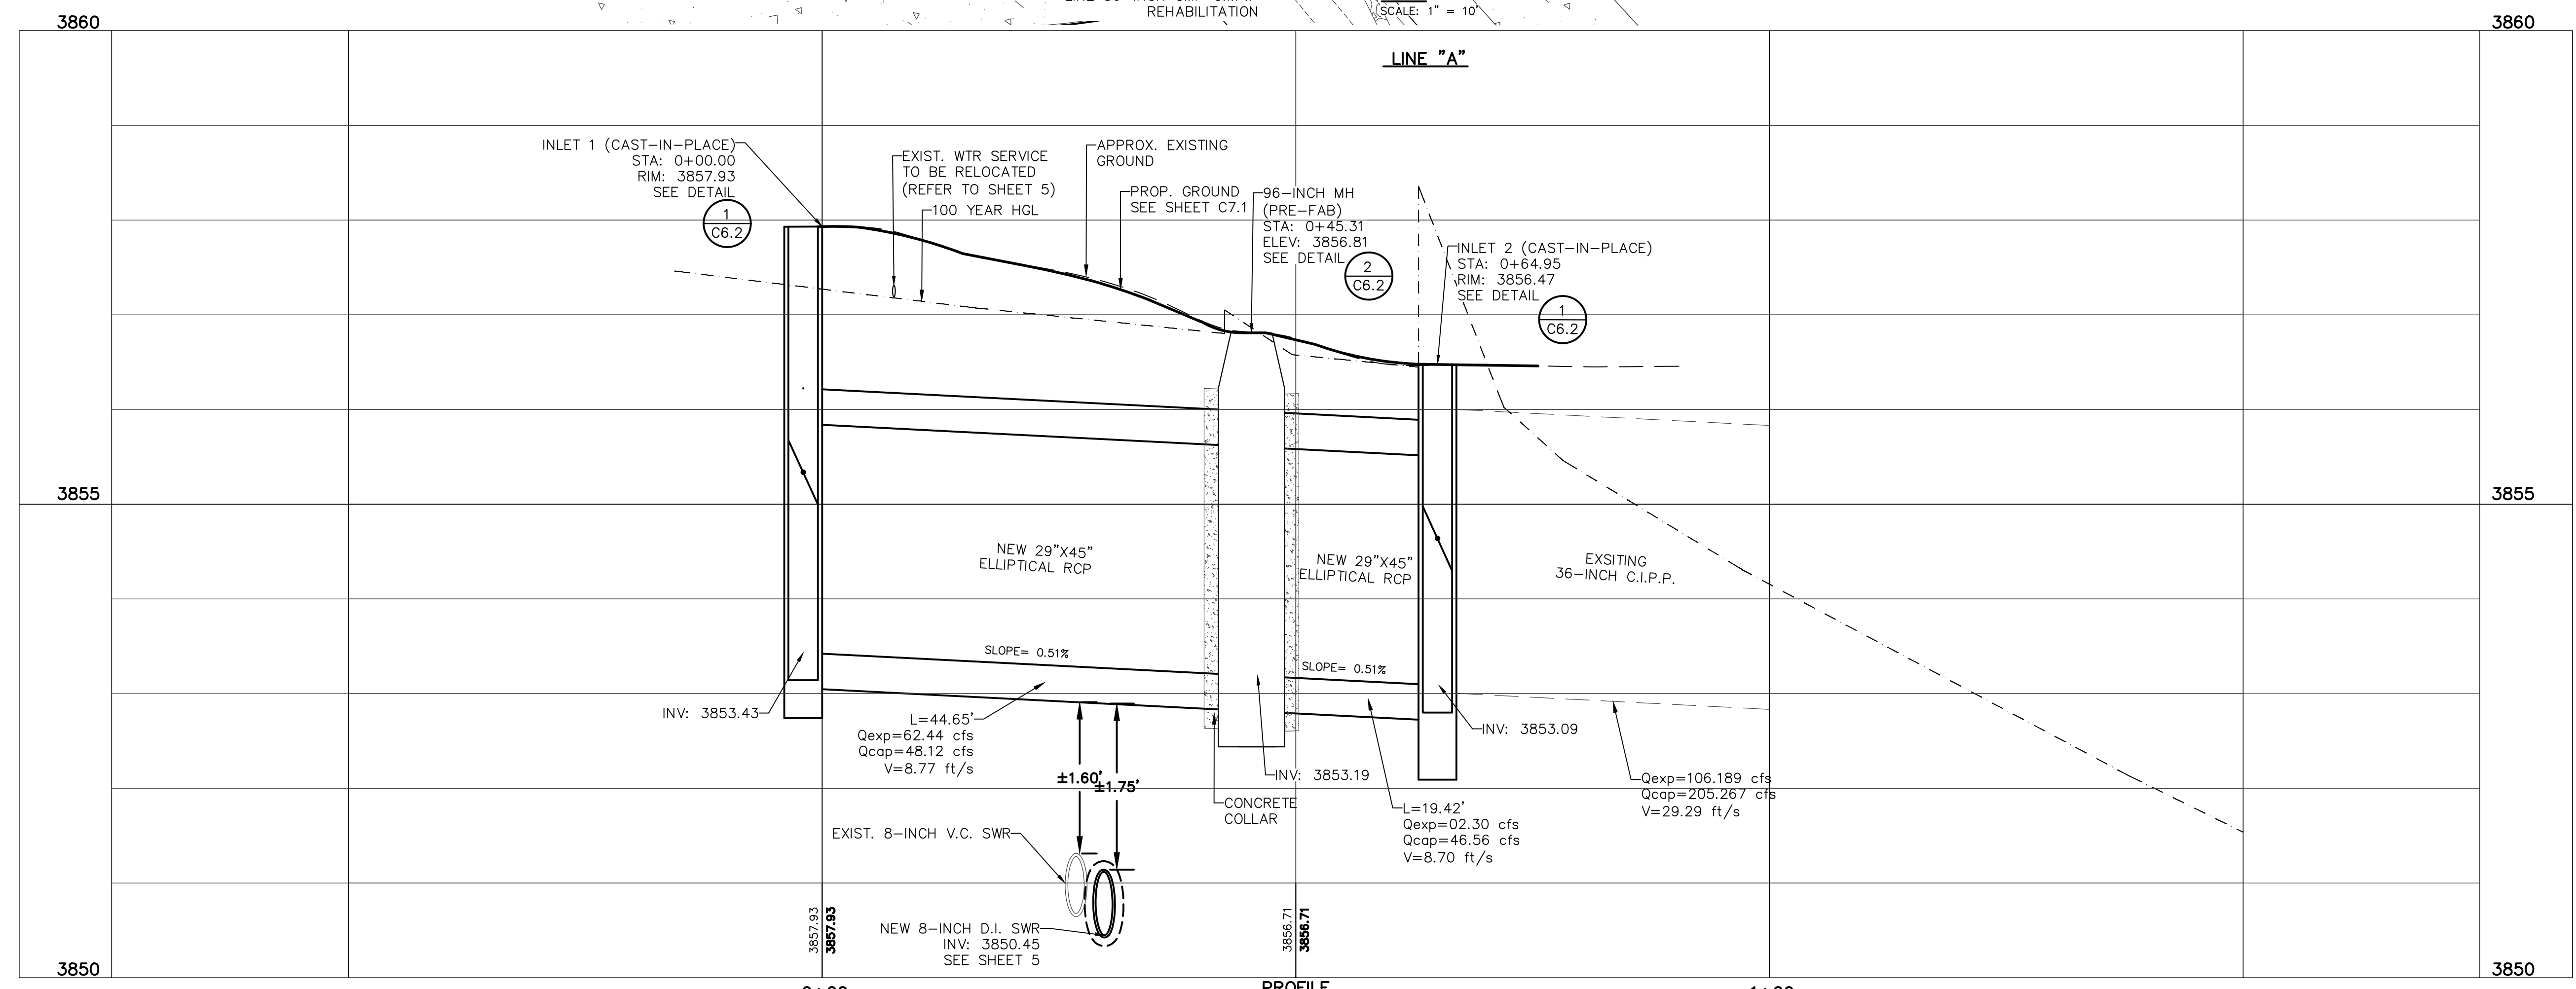 REHABILITATION
SCALE: 1" = 10'
3860
3860
LINE "A"
INLET 1 (CAST-IN-PLACE)
STA: 0+00.00
RIM: 3857.93
SEE DETAIL
1
C6.2
EXIST. WTR SERVICE
TO BE RELOCATED
(REFER TO SHEET 5)
100 YEAR HGL
APPROX. EXISTING
GROUND
PROP. GROUND
SEE SHEET C7.1
96-INCH MH
(PRE-FAB)
STA: 0+45.31
ELEV: 3856.81
SEE DETAIL
2
C6.2
INLET 2 (CAST-IN-PLACE)
STA: 0+64.95
RIM: 3856.47
SEE DETAIL
1
C6.2
3855
3855
NEW 29"X45"
ELLIPTICAL RCP
NEW 29"X45"
ELLIPTICAL RCP
EXSITING
36-INCH C.I.P.P.
SLOPE= 0.51%
SLOPE= 0.51%
INV: 3853.43
L=44.65'
Qexp=62.44 cfs
Qcap=48.12 cfs
V=8.77 ft/s
±1.60'
±1.75'
INV: 3853.19
CONCRETE
COLLAR
INV: 3853.09
L=19.42'
Qexp=02.30 cfs
Qcap=46.56 cfs
V=8.70 ft/s
Qexp=106.189 cfs
Qcap=205.267 cfs
V=29.29 ft/s
EXIST. 8-INCH V.C. SWR
NEW 8-INCH D.I. SWR
INV: 3850.45
SEE SHEET 5
3857.93
3857.93
3856.71
3856.71
3850
3850
PROFILE